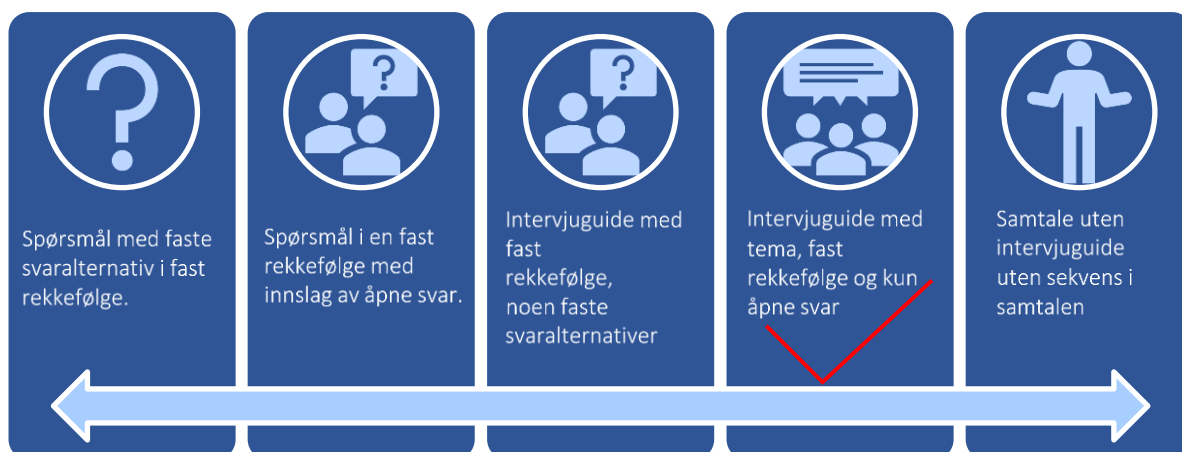 Spørsmål med faste
svaralternativ i fast
rekkefølge.
Spørsmål i en fast
rekkefølge med
innslag av åpne svar.
Intervjuguide med
fast
rekkefølge,
noen faste
svaralternativer
Intervjuguide med
tema, fast
rekkefølge og kun
åpne svar
Samtale uten
intervjuguide
uten sekvens i
samtalen